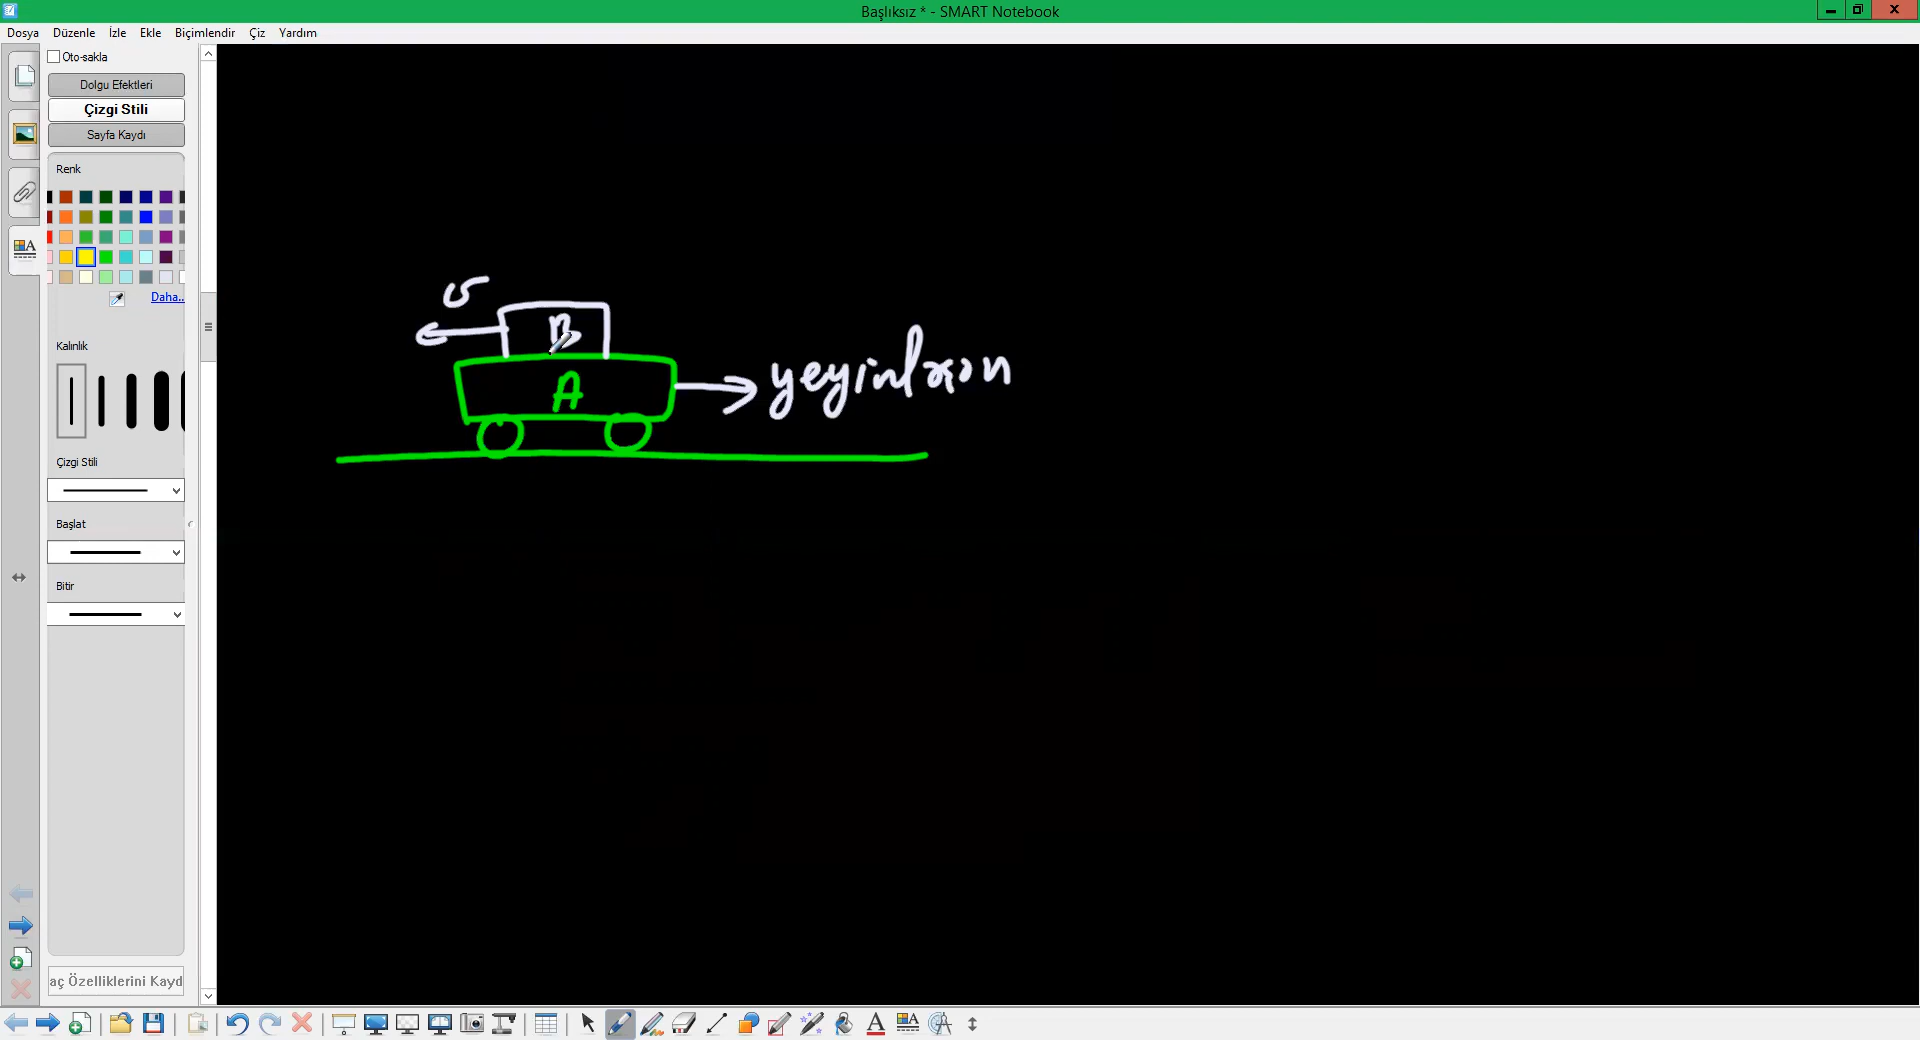 Başlıksız * - SMART Notebook
Dosya Düzenle İzle Ekle Biçimlendir Çiz Yardım
Oto-sakla
Dolgu Efektleri
Çizgi Stili
Sayfa Kaydı
Renk
Daha..
Kalınlık
Çizgi Stili
Başlat
Bitir
aç Özelliklerini Kayd
υ
B
A
yeyinləşən